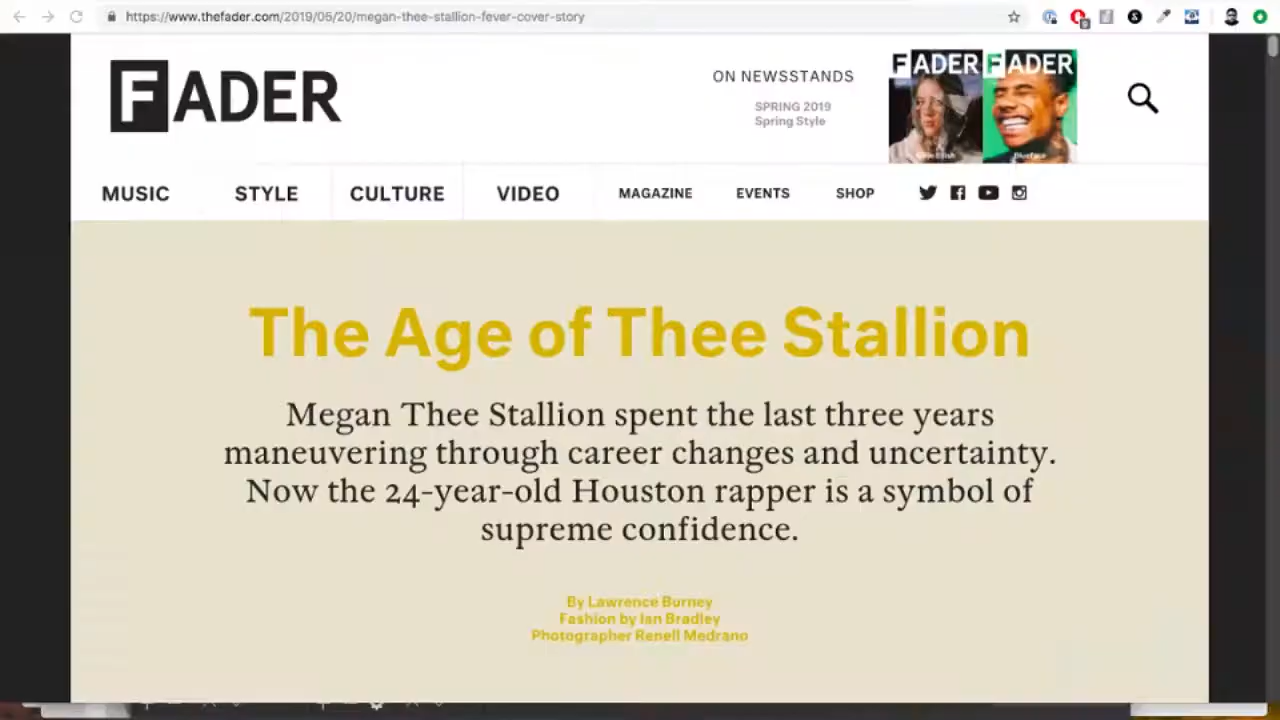 https://www.thefader.com/2019/05/20/megan-thee-stallion-fever-cover-story
FADER
ON NEWSSTANDS
SPRING 2019
Spring Style
FADER
FADER
Blueface
MUSIC
STYLE
CULTURE
VIDEO
MAGAZINE
EVENTS
SHOP
The Age of Thee Stallion
Megan Thee Stallion spent the last three years
maneuvering through career changes and uncertainty.
Now the 24-year-old Houston rapper is a symbol of
supreme confidence.
By Lawrence Burney
Fashion by Ian Bradley
Photographer Renell Medrano